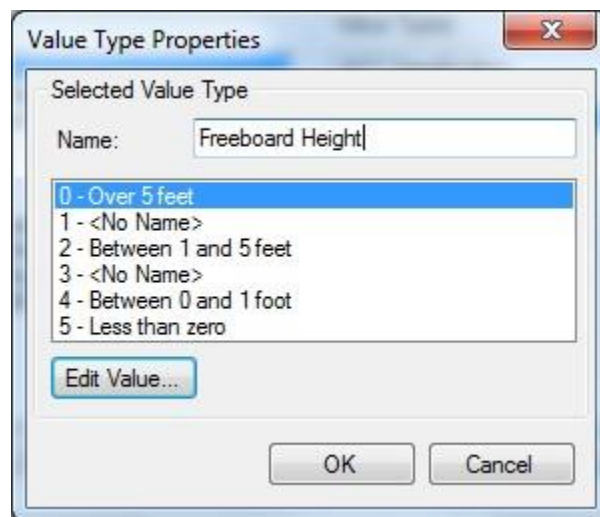 Value Type Properties
Selected Value Type
Name: Freeboard Height
0 - Over 5 feet
1 - <No Name>
2 - Between 1 and 5 feet
3 - <No Name>
4 - Between 0 and 1 foot
5 - Less than zero
Edit Value...
OK Cancel